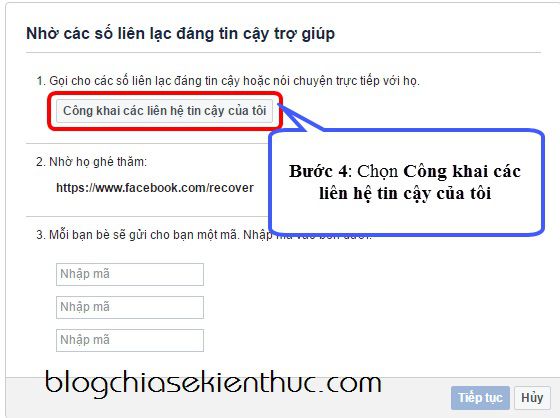 Nhờ các số liên lạc đáng tin cậy trợ giúp
1. Gọi cho các số liên lạc đáng tin cậy hoặc nói chuyện trực tiếp với họ.
Công khai các liên hệ tin cậy của tôi
Bước 4: Chọn Công khai các
liên hệ tin cậy của tôi
2. Nhờ họ ghé thăm:
https://www.facebook.com/recover
3. Mỗi bạn bè sẽ gửi cho bạn một mã. Nhập
Nhập mã
Nhập mã
Nhập mã
blogchiasekienthuc.com
Tiếp tục
Hủy